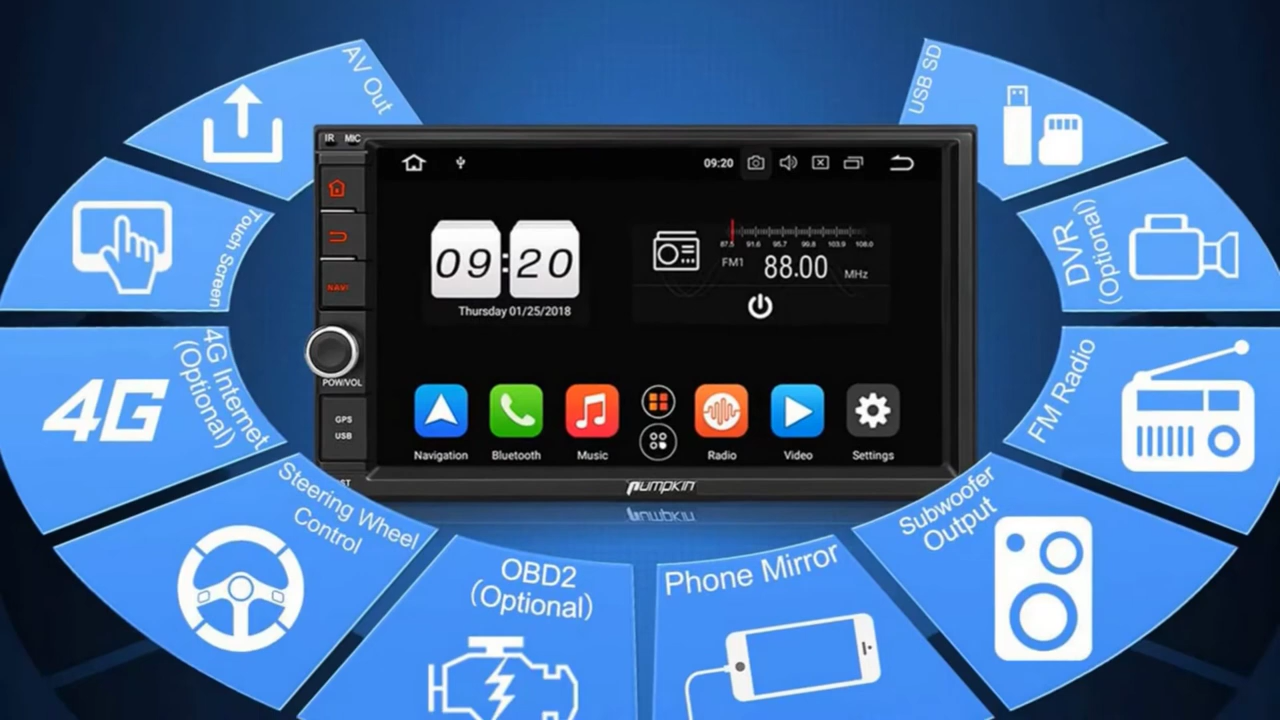 AV Out
USB SD
IR MIC
09:20
09:20
Thursday 01/25/2018
87.5 91.6 95.7 99.8 103.9 108.0
FM1 88.00 MHz
NAVI
POW/VOL
GPS
USB
Navigation
Bluetooth
Music
Radio
Video
Settings
PUMPKIN
Touch Screen
DVR
(Optional)
4G Internet
(Optional)
4G
FM Radio
Steering Wheel
Control
Subwoofer
Output
OBD2
(Optional)
Phone Mirror